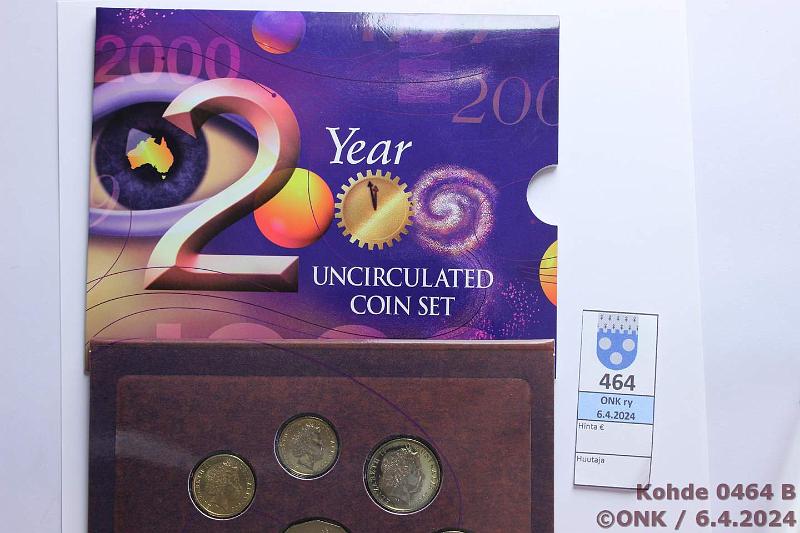 2000
200
2
Year
UNCIRCULATED
COIN SET
464
ONK ry
6.4.2024
Hinta €
Huutaja
Kohde 0464 B
©ONK / 6.4.2024